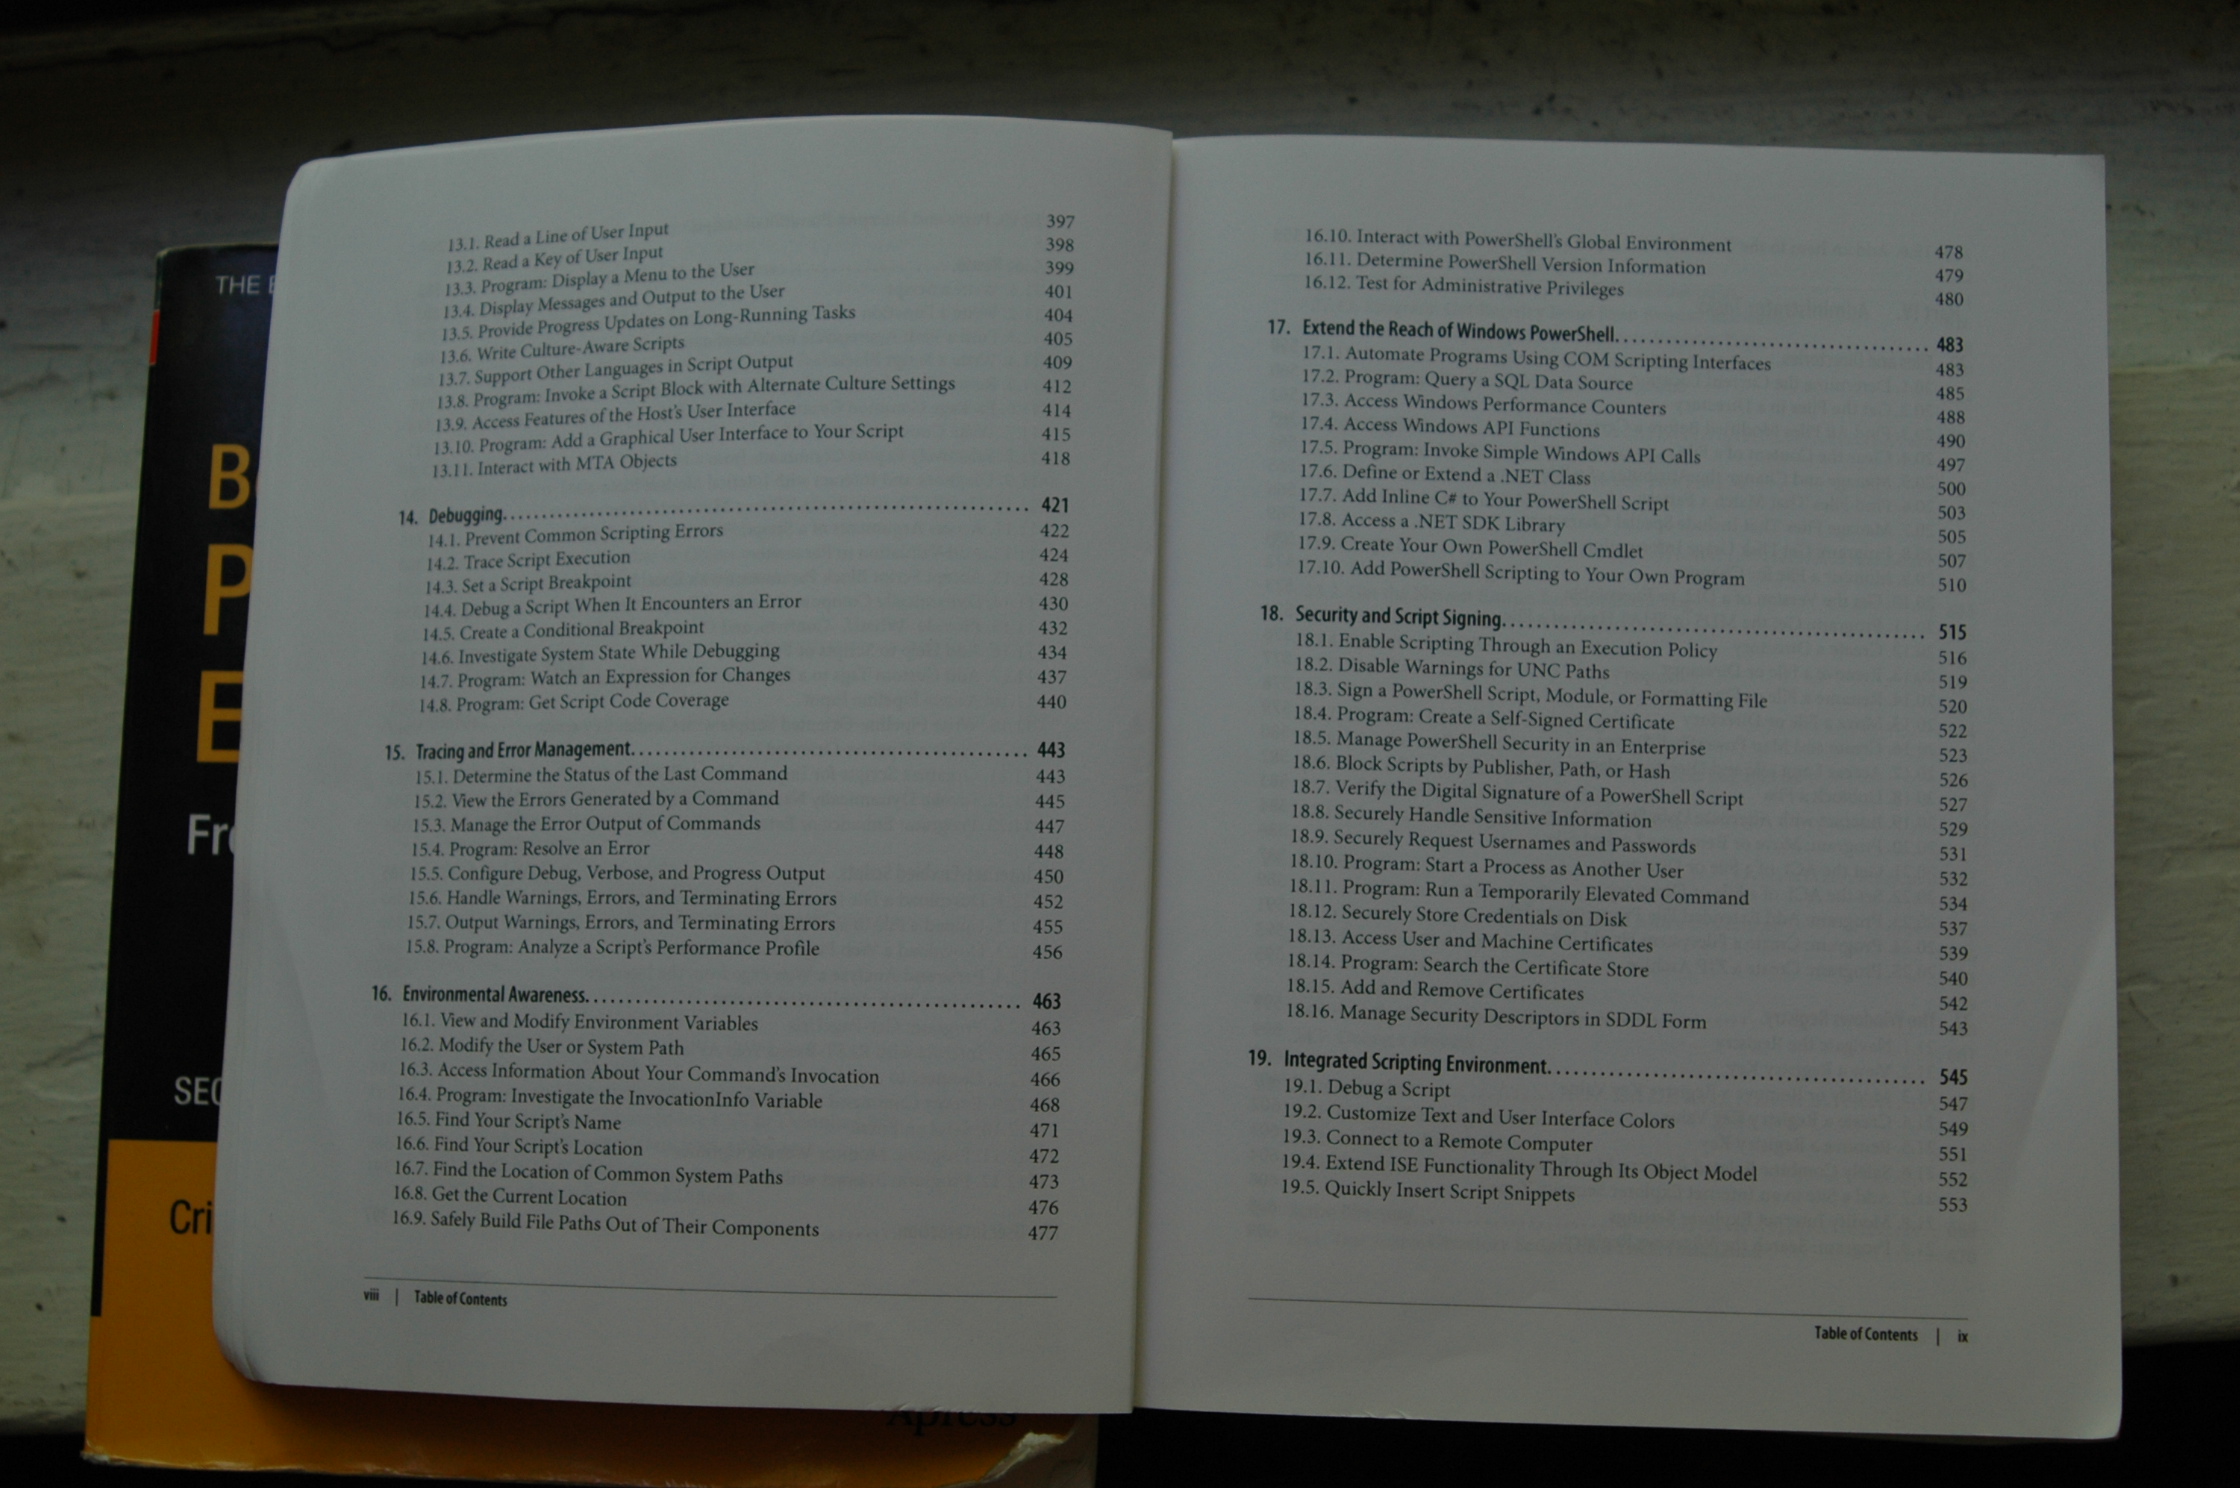 THE
B
P
E
Fr
SEC
Cri
Apress
13.1. Read a Line of User Input 397
13.2. Read a Key of User Input 398
13.3. Program: Display a Menu to the User 399
13.4. Display Messages and Output to the User 401
13.5. Provide Progress Updates on Long-Running Tasks 404
13.6. Write Culture-Aware Scripts 405
13.7. Support Other Languages in Script Output 409
13.8. Program: Invoke a Script Block with Alternate Culture Settings 412
13.9. Access Features of the Host's User Interface 414
13.10. Program: Add a Graphical User Interface to Your Script 415
13.11. Interact with MTA Objects 418
14. Debugging. 421
14.1. Prevent Common Scripting Errors 422
14.2. Trace Script Execution 424
14.3. Set a Script Breakpoint 428
14.4. Debug a Script When It Encounters an Error 430
14.5. Create a Conditional Breakpoint 432
14.6. Investigate System State While Debugging 434
14.7. Program: Watch an Expression for Changes 437
14.8. Program: Get Script Code Coverage 440
15. Tracing and Error Management. 443
15.1. Determine the Status of the Last Command 443
15.2. View the Errors Generated by a Command 445
15.3. Manage the Error Output of Commands 447
15.4. Program: Resolve an Error 448
15.5. Configure Debug, Verbose, and Progress Output 450
15.6. Handle Warnings, Errors, and Terminating Errors 452
15.7. Output Warnings, Errors, and Terminating Errors 455
15.8. Program: Analyze a Script's Performance Profile 456
16. Environmental Awareness. 463
16.1. View and Modify Environment Variables 463
16.2. Modify the User or System Path 465
16.3. Access Information About Your Command's Invocation 466
16.4. Program: Investigate the InvocationInfo Variable 468
16.5. Find Your Script's Name 471
16.6. Find Your Script's Location 472
16.7. Find the Location of Common System Paths 473
16.8. Get the Current Location 476
16.9. Safely Build File Paths Out of Their Components 477
viii | Table of Contents
16.10. Interact with PowerShell's Global Environment 478
16.11. Determine PowerShell Version Information 479
16.12. Test for Administrative Privileges 480
17. Extend the Reach of Windows PowerShell. 483
17.1. Automate Programs Using COM Scripting Interfaces 483
17.2. Program: Query a SQL Data Source 485
17.3. Access Windows Performance Counters 488
17.4. Access Windows API Functions 490
17.5. Program: Invoke Simple Windows API Calls 497
17.6. Define or Extend a .NET Class 500
17.7. Add Inline C# to Your PowerShell Script 503
17.8. Access a .NET SDK Library 505
17.9. Create Your Own PowerShell Cmdlet 507
17.10. Add PowerShell Scripting to Your Own Program 510
18. Security and Script Signing. 515
18.1. Enable Scripting Through an Execution Policy 516
18.2. Disable Warnings for UNC Paths 519
18.3. Sign a PowerShell Script, Module, or Formatting File 520
18.4. Program: Create a Self-Signed Certificate 522
18.5. Manage PowerShell Security in an Enterprise 523
18.6. Block Scripts by Publisher, Path, or Hash 526
18.7. Verify the Digital Signature of a PowerShell Script 527
18.8. Securely Handle Sensitive Information 529
18.9. Securely Request Usernames and Passwords 531
18.10. Program: Start a Process as Another User 532
18.11. Program: Run a Temporarily Elevated Command 534
18.12. Securely Store Credentials on Disk 537
18.13. Access User and Machine Certificates 539
18.14. Program: Search the Certificate Store 540
18.15. Add and Remove Certificates 542
18.16. Manage Security Descriptors in SDDL Form 543
19. Integrated Scripting Environment. 545
19.1. Debug a Script 547
19.2. Customize Text and User Interface Colors 549
19.3. Connect to a Remote Computer 551
19.4. Extend ISE Functionality Through Its Object Model 552
19.5. Quickly Insert Script Snippets 553
Table of Contents | ix